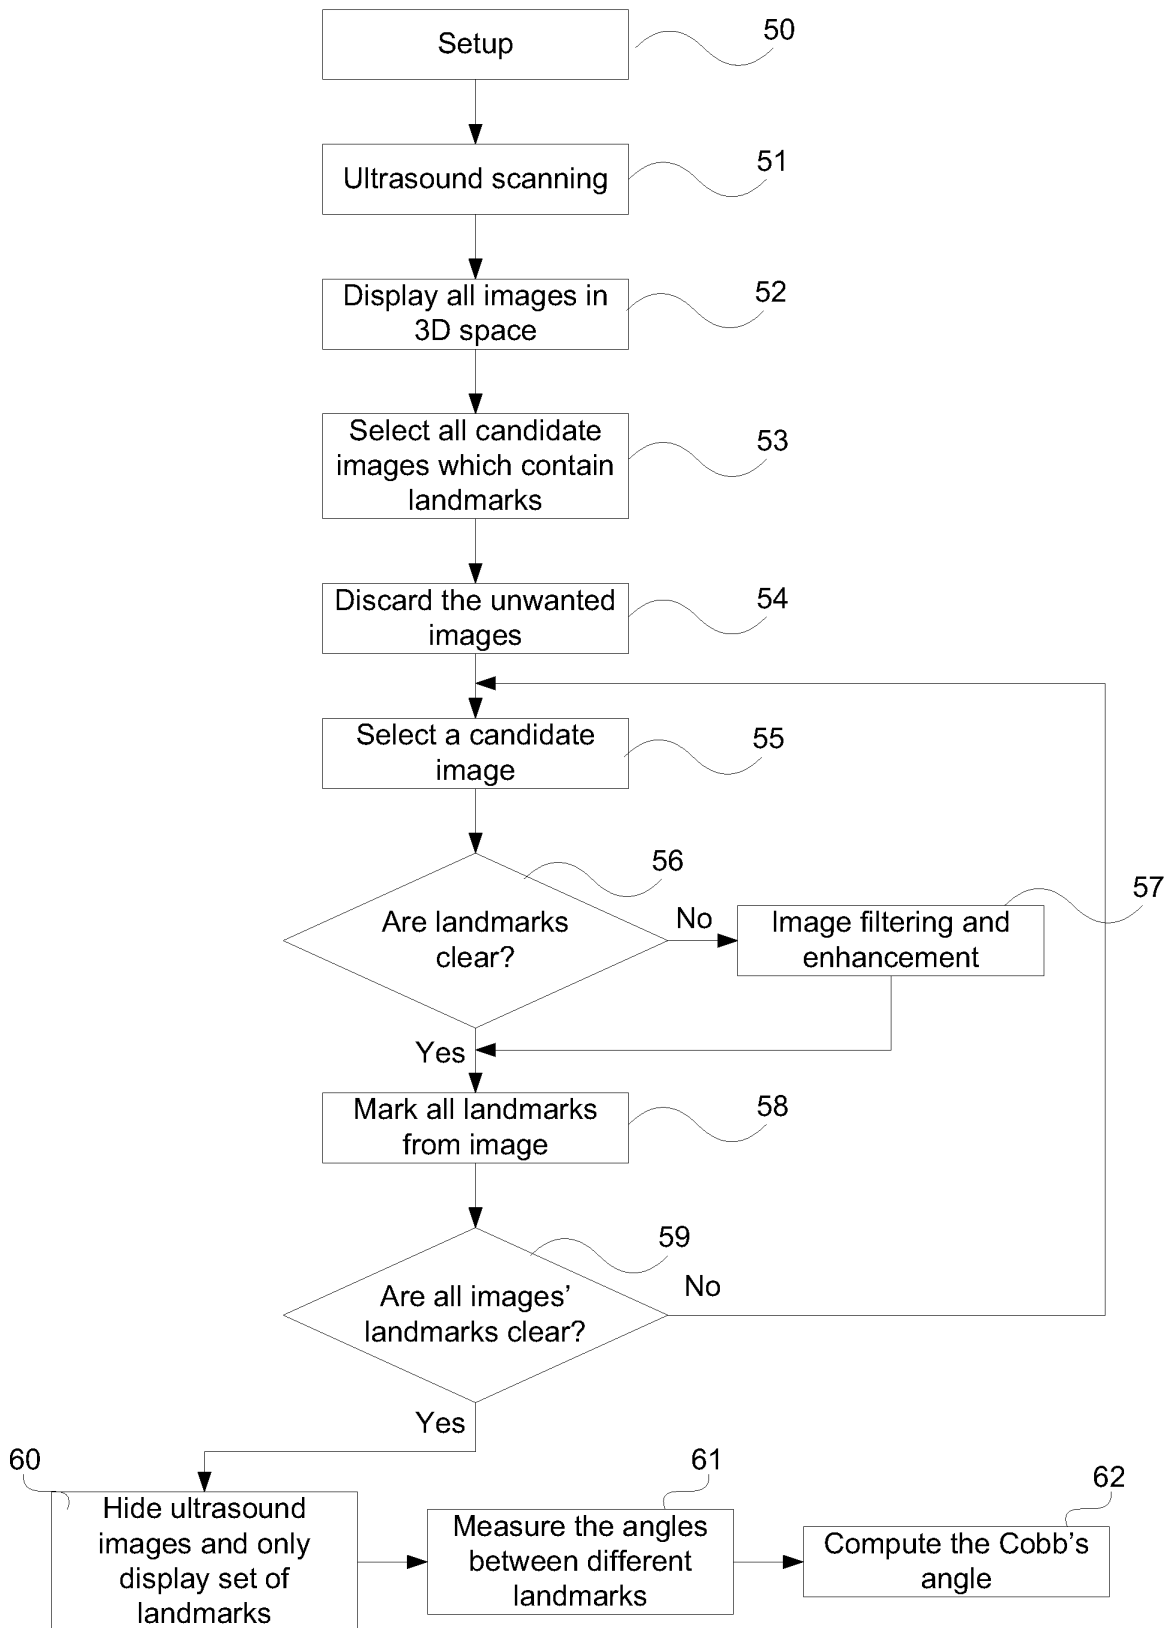 Setup
50
Ultrasound scanning
51
Display all images in
3D space
52
Select all candidate
images which contain
landmarks
53
Discard the unwanted
images
54
Select a candidate
image
55
Are landmarks
clear?
56
No
Image filtering and
enhancement
57
Yes
Mark all landmarks
from image
58
Are all images’
landmarks clear?
59
No
Yes
60
Hide ultrasound
images and only
display set of
landmarks
61
Measure the angles
between different
landmarks
62
Compute the Cobb’s
angle